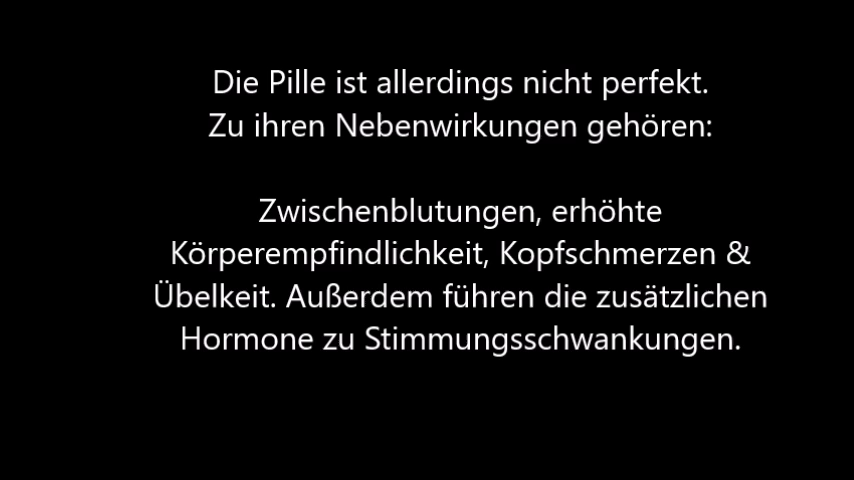 Die Pille ist allerdings nicht perfekt.
Zu ihren Nebenwirkungen gehören:
Zwischenblutungen, erhöhte
Körperempfindlichkeit, Kopfschmerzen &
Übelkeit. Außerdem führen die zusätzlichen
Hormone zu Stimmungsschwankungen.